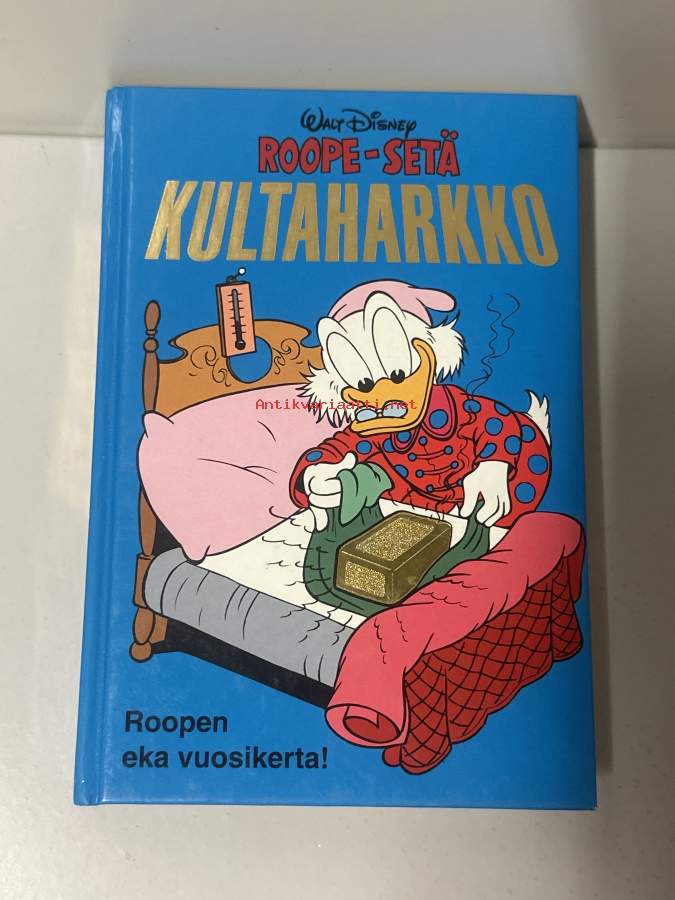 Walt Disney
ROOPE-SETÄ
KULTAHARKKO
Antikvariaatti.net
Roopen
eka vuosikerta!